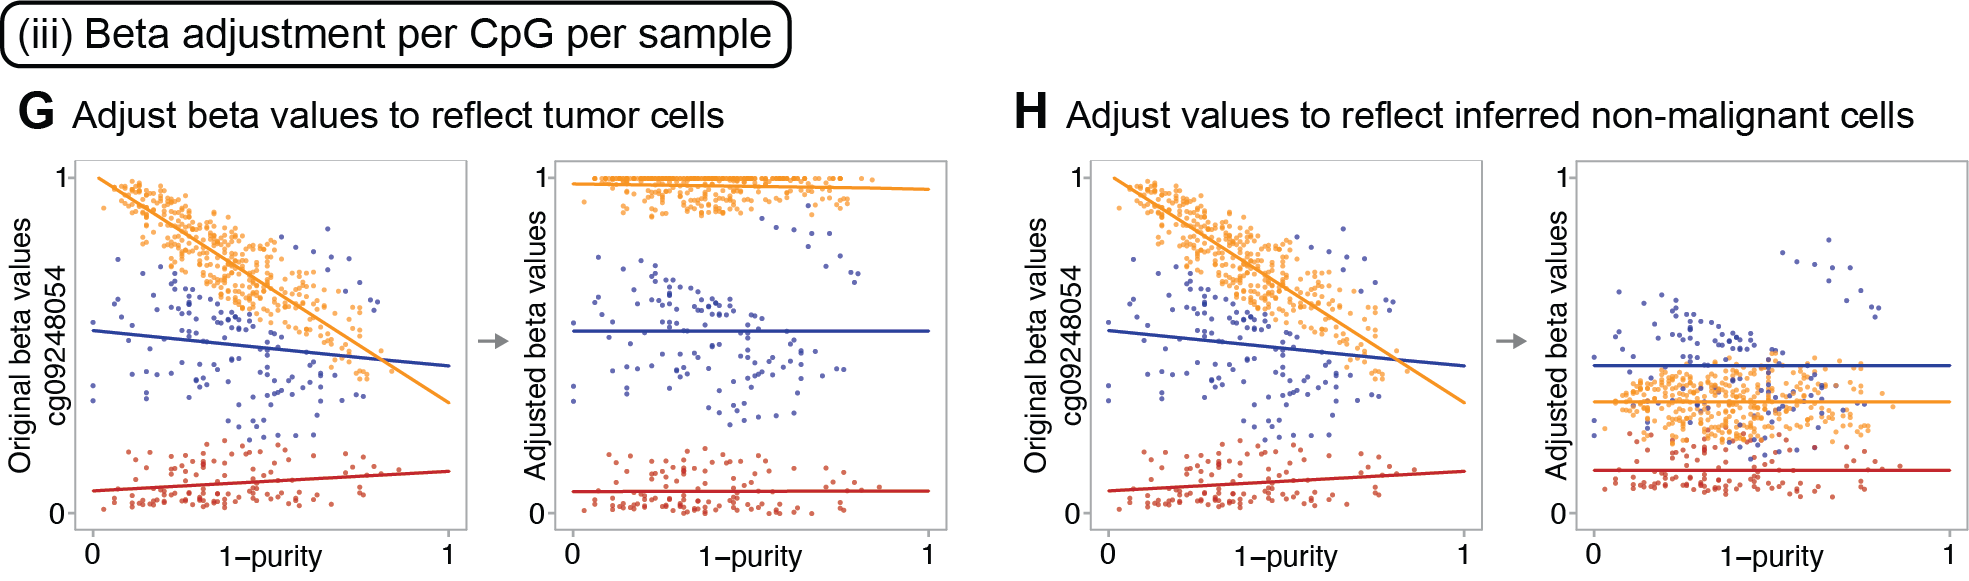 (iii) Beta adjustment per CpG per sample
G Adjust beta values to reflect tumor cells
Original beta values
cg09248054
1
0
0
1–purity
1
Adjusted beta values
1
0
0
1–purity
1
H Adjust values to reflect inferred non-malignant cells
Original beta values
cg09248054
1
0
0
1–purity
1
Adjusted beta values
1
0
0
1–purity
1